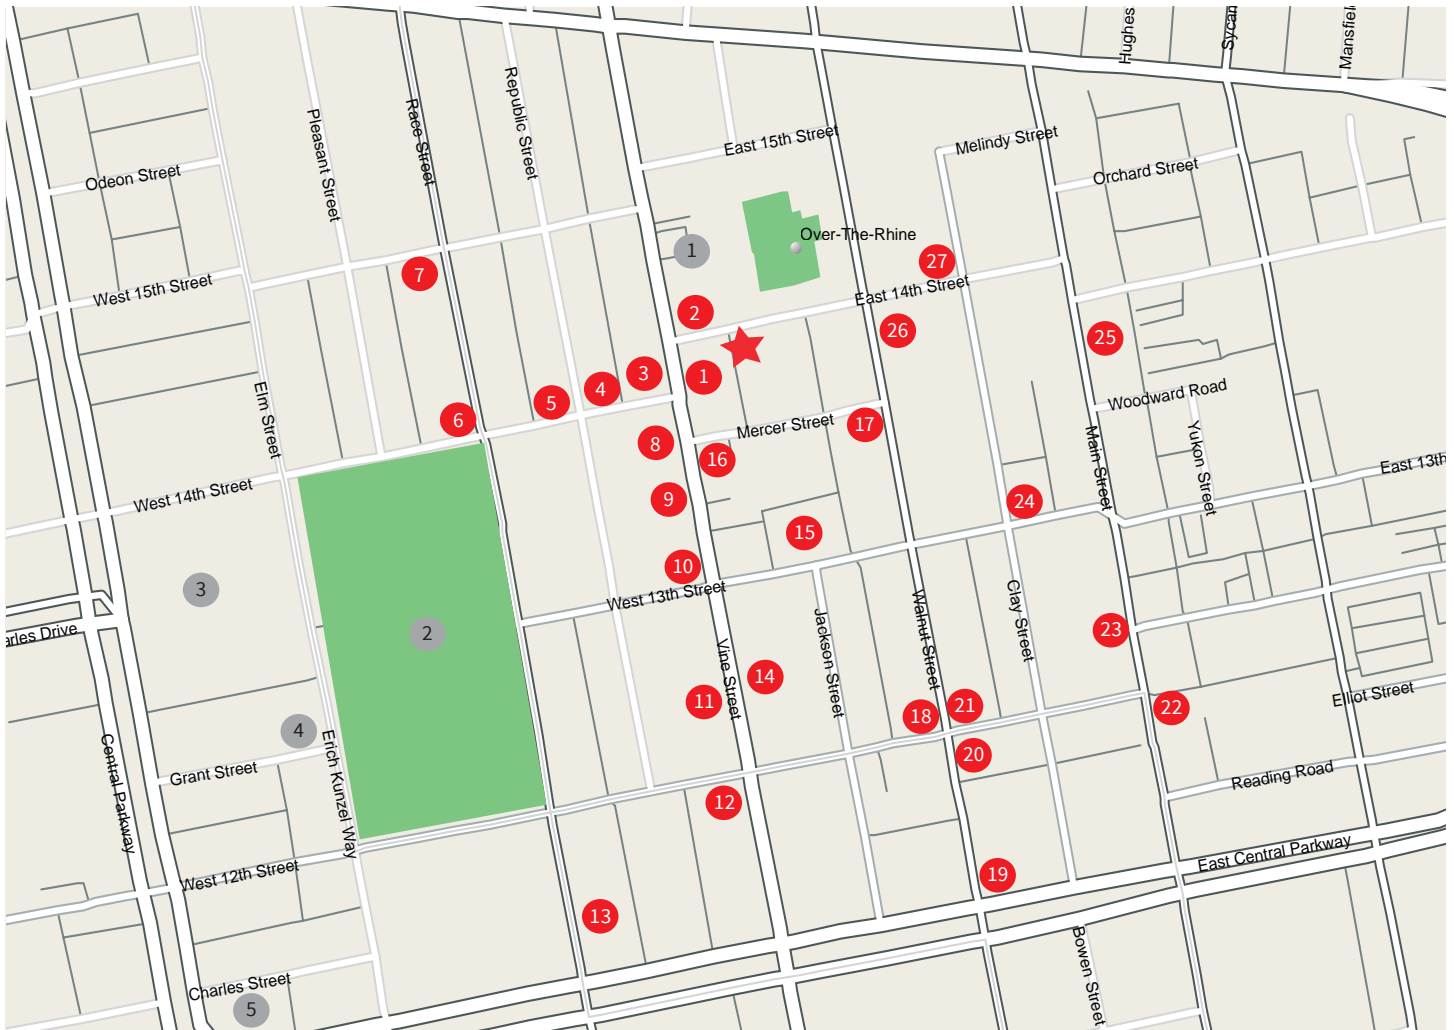 Hughes
Sycan
Mansfiel
Pleasant Street
Race Street
Republic Street
East 15th Street
Melindy Street
Orchard Street
Odeon Street
Over-The-Rhine
1
27
7
West 15th Street
East 14th Street
2
26
25
3
1
4
5
6
Woodward Road
Elm Street
Mercer Street
17
8
16
Main Street
Yukon Street
East 13th
West 14th Street
9
24
15
10
3
West 13th Street
Walnut Street
Clay Street
Jackson Street
2
23
arles Drive
Vine Street
14
11
Elliot Street
18
21
22
4
Erich Kunzel Way
Central Parkway
20
Grant Street
Reading Road
12
East Central Parkway
West 12th Street
19
13
Bowen Street
Charles Street
5